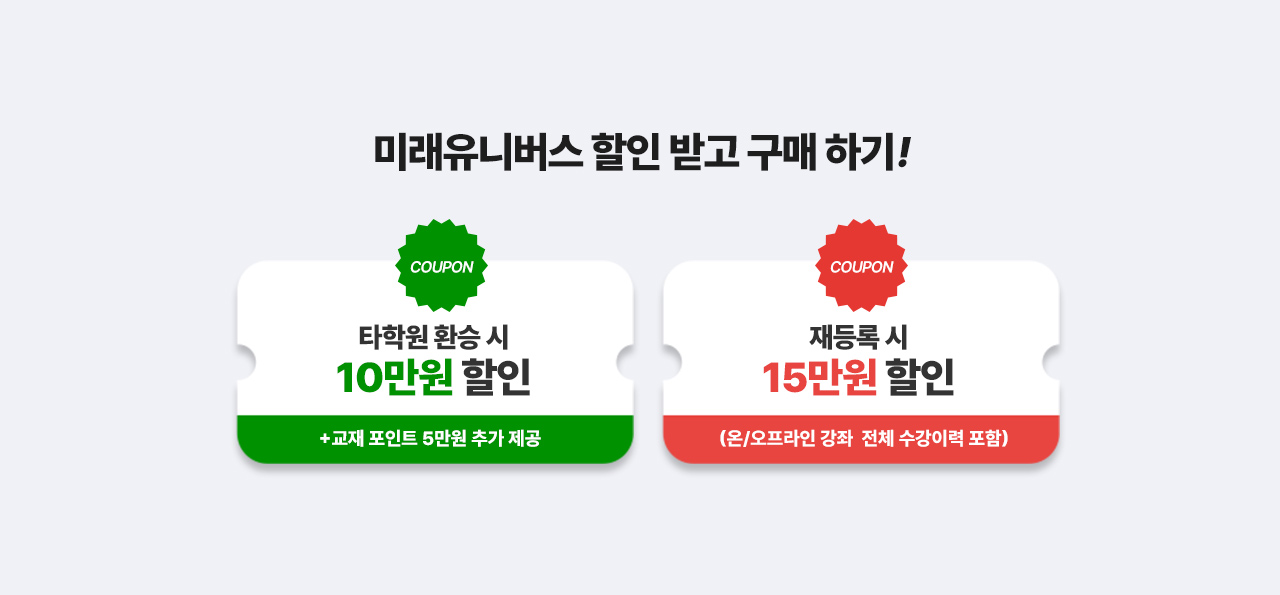 미래유니버스 할인 받고 구매 하기!
COUPON
타학원 환승 시
10만원 할인
+교재 포인트 5만원 추가 제공
COUPON
재등록 시
15만원 할인
(온/오프라인 강좌 전체 수강이력 포함)